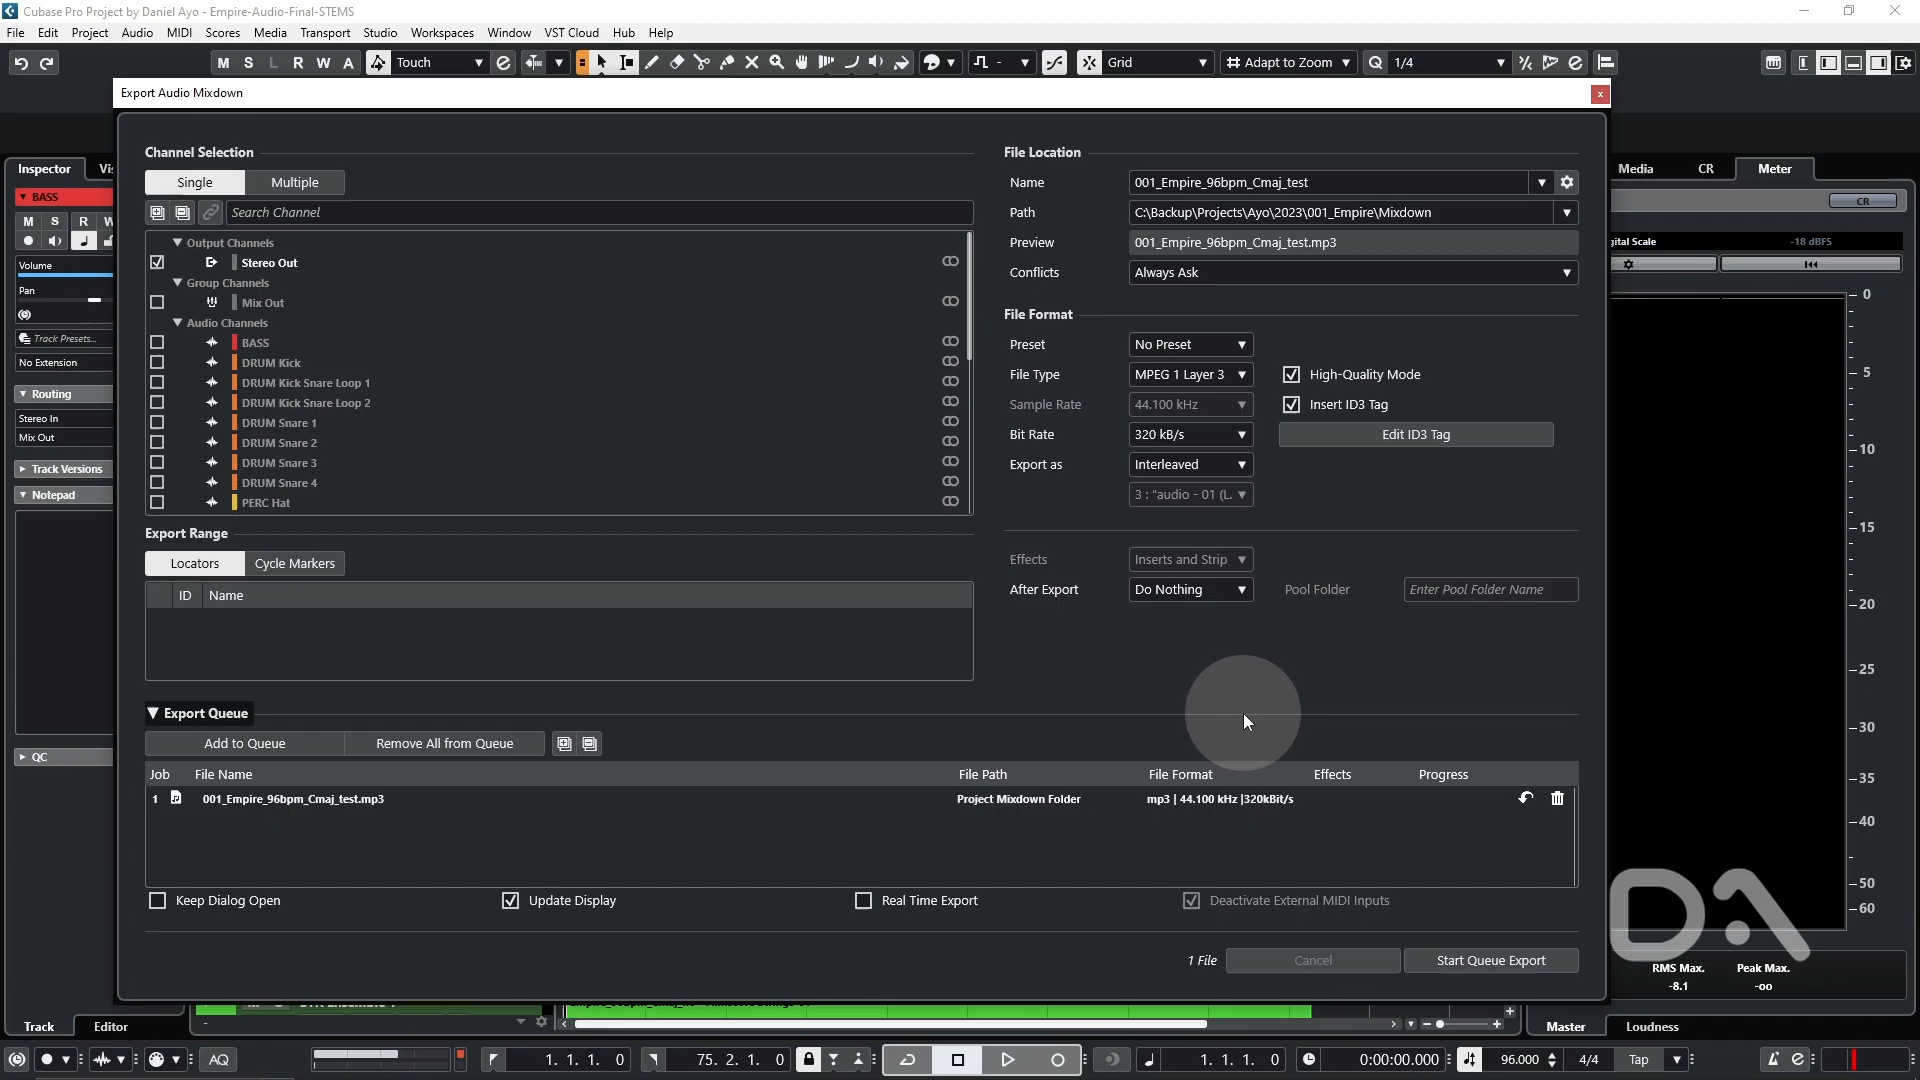 Cubase Pro Project by Daniel Ayo - Empire-Audio-Final-STEMS
File Edit Project Audio MIDI Scores Media Transport Studio Workspaces Window VST Cloud Hub Help
M S L R W A Touch Grid Adapt to Zoom Q 1/4
Export Audio Mixdown
Inspector Vis
BASS
M S R W
Volume
Pan
Track Presets...
No Extension
Routing
Stereo In
Mix Out
Track Versions
Notepad
QC
Channel Selection
Single Multiple
Search Channel
Output Channels
Stereo Out
Group Channels
Mix Out
Audio Channels
BASS
DRUM Kick
DRUM Kick Snare Loop 1
DRUM Kick Snare Loop 2
DRUM Snare 1
DRUM Snare 2
DRUM Snare 3
DRUM Snare 4
PERC Hat
Export Range
Locators Cycle Markers
ID Name
File Location
Name 001_Empire_96bpm_Cmaj_test
Path C:\Backup\Projects\Ayo\2023\001_Empire\Mixdown
Preview 001_Empire_96bpm_Cmaj_test.mp3
Conflicts Always Ask
File Format
Preset No Preset
File Type MPEG 1 Layer 3 High-Quality Mode
Sample Rate 44.100 kHz Insert ID3 Tag
Bit Rate 320 kB/s Edit ID3 Tag
Export as Interleaved
3 : "audio - 01 (L.
Effects Inserts and Strip
After Export Do Nothing Pool Folder Enter Pool Folder Name
Export Queue
Add to Queue Remove All from Queue
Job File Name File Path File Format Effects Progress
1 001_Empire_96bpm_Cmaj_test.mp3 Project Mixdown Folder mp3 | 44.100 kHz |320kBit/s
Keep Dialog Open Update Display Real Time Export Deactivate External MIDI Inputs
1 File Cancel Start Queue Export
Media CR Meter
CR
igital Scale -18 dBFS
0
-5
-10
-15
-20
-25
-30
-35
-40
-50
-60
DA
RMS Max. Peak Max.
-8.1 -oo
Track Editor
Master Loudness
AQ 1. 1. 1. 0 75. 2. 1. 0 1. 1. 1. 0 0:00:00.000 96.000 4/4 Tap